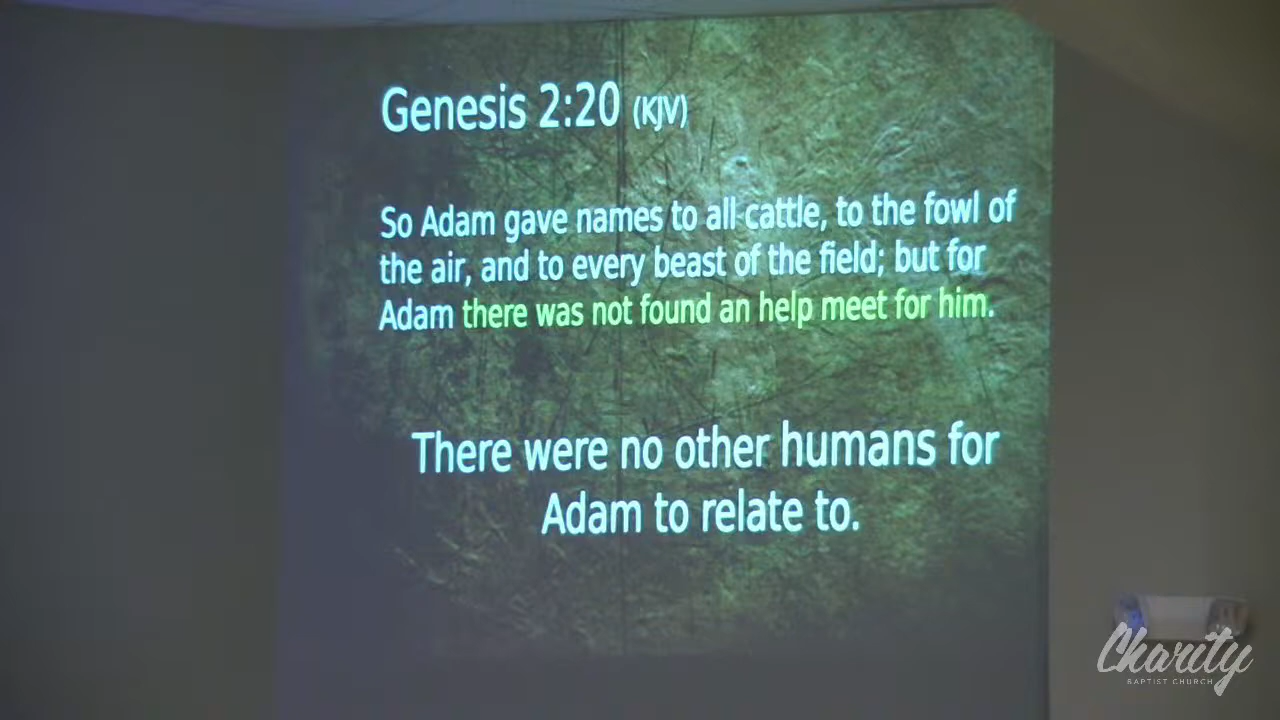 Genesis 2:20 (KJV)
So Adam gave names to all cattle, to the fowl of
the air, and to every beast of the field; but for
Adam there was not found an help meet for him.
There were no other humans for
Adam to relate to.
Charity
BAPTIST CHURCH